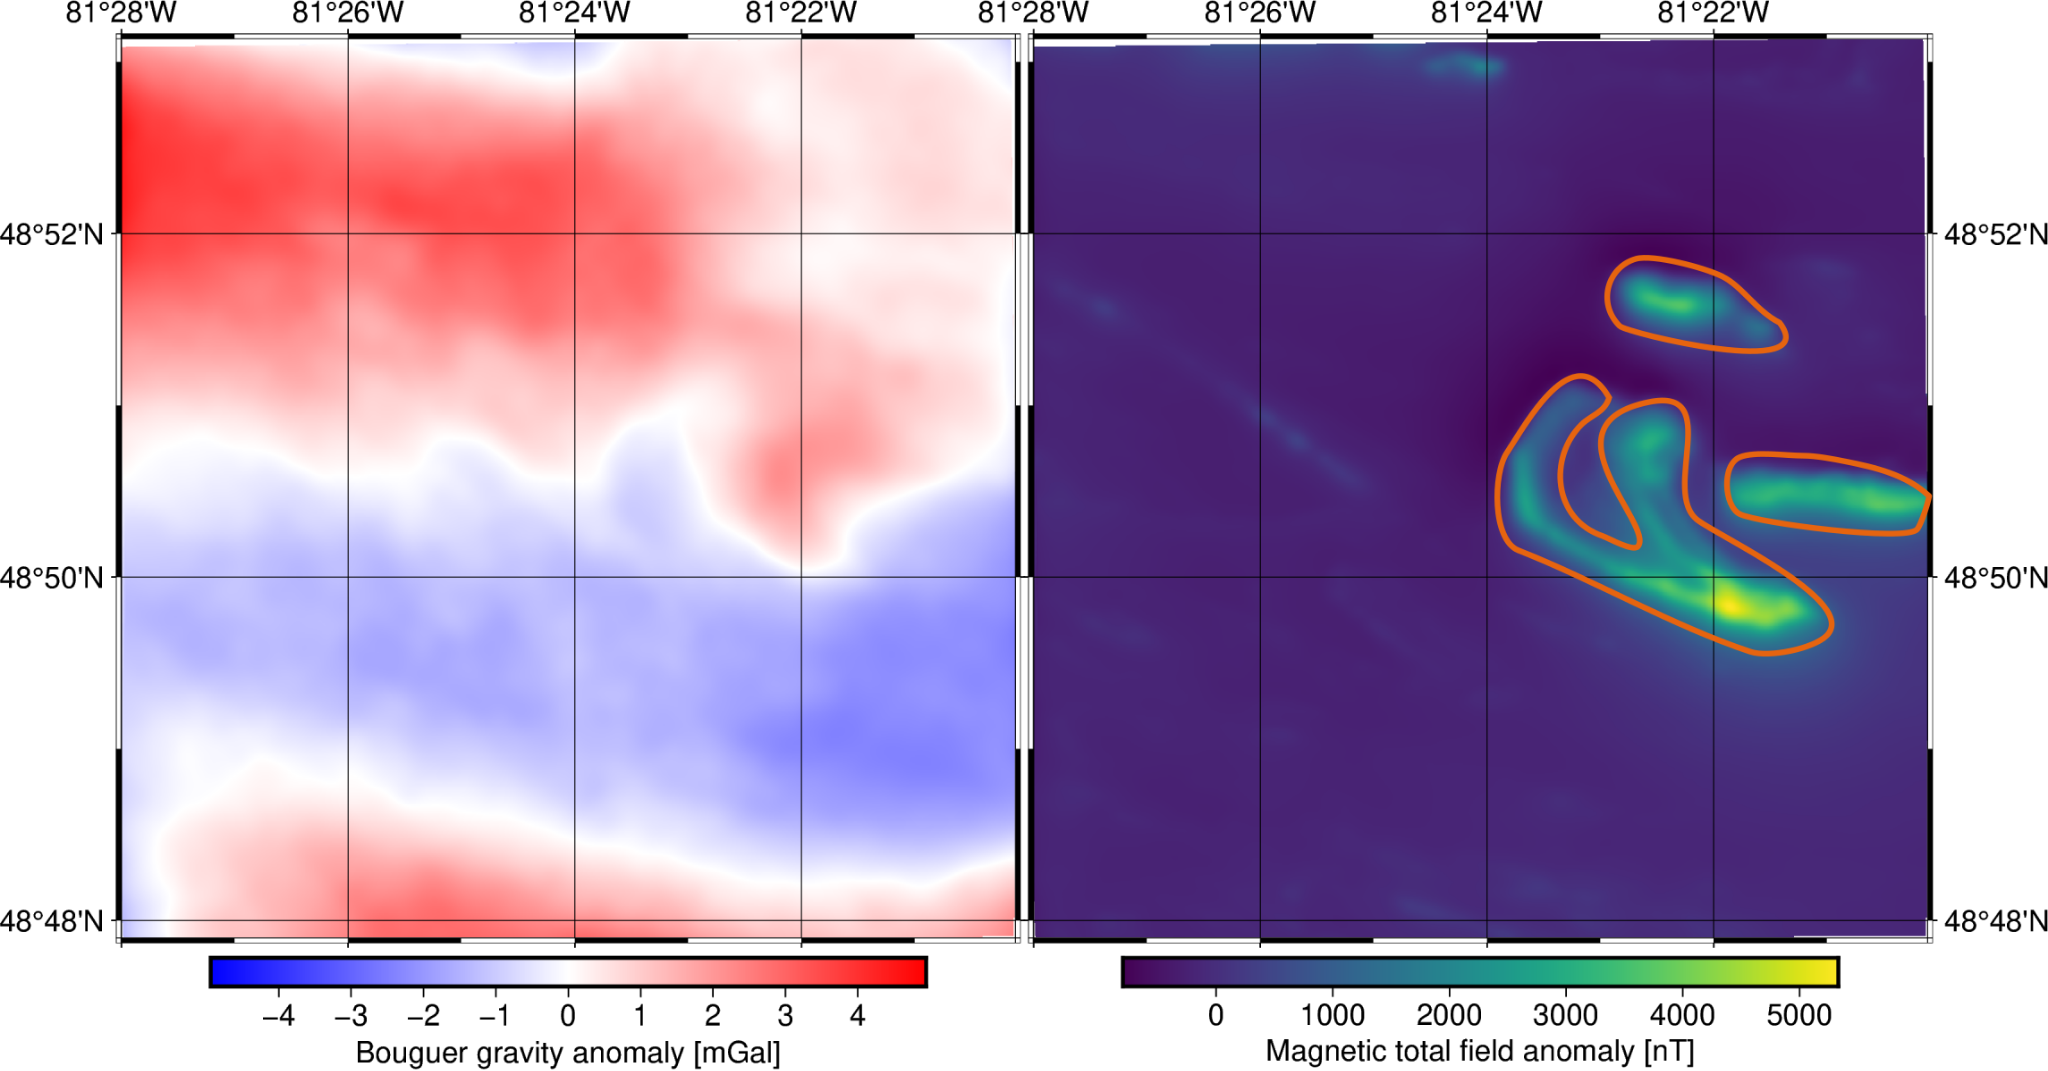 81°28'W 81°26'W 81°24'W 81°22'W 81°28'W 81°26'W 81°24'W 81°22'W
48°52'N 48°52'N
48°50'N 48°50'N
48°48'N 48°48'N
−4 −3 −2 −1 0 1 2 3 4 0 1000 2000 3000 4000 5000
Bouguer gravity anomaly [mGal] Magnetic total field anomaly [nT]